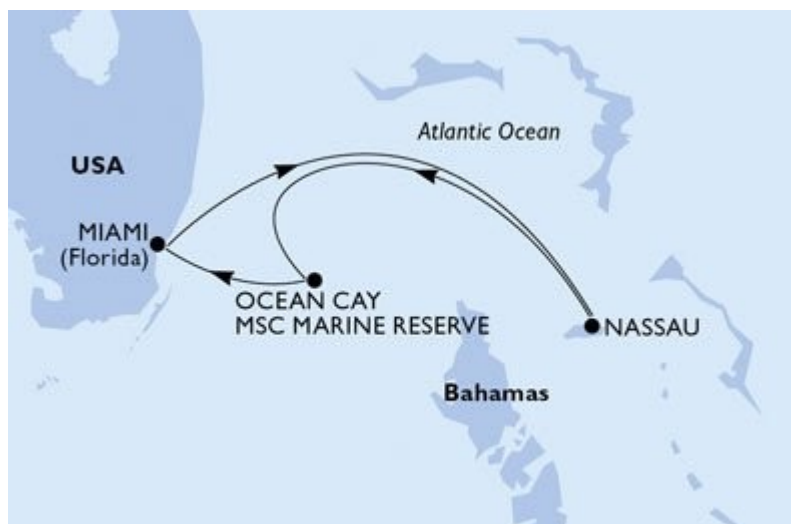 Atlantic Ocean
USA
MIAMI
(Florida)
OCEAN CAY
MSC MARINE RESERVE
NASSAU
Bahamas